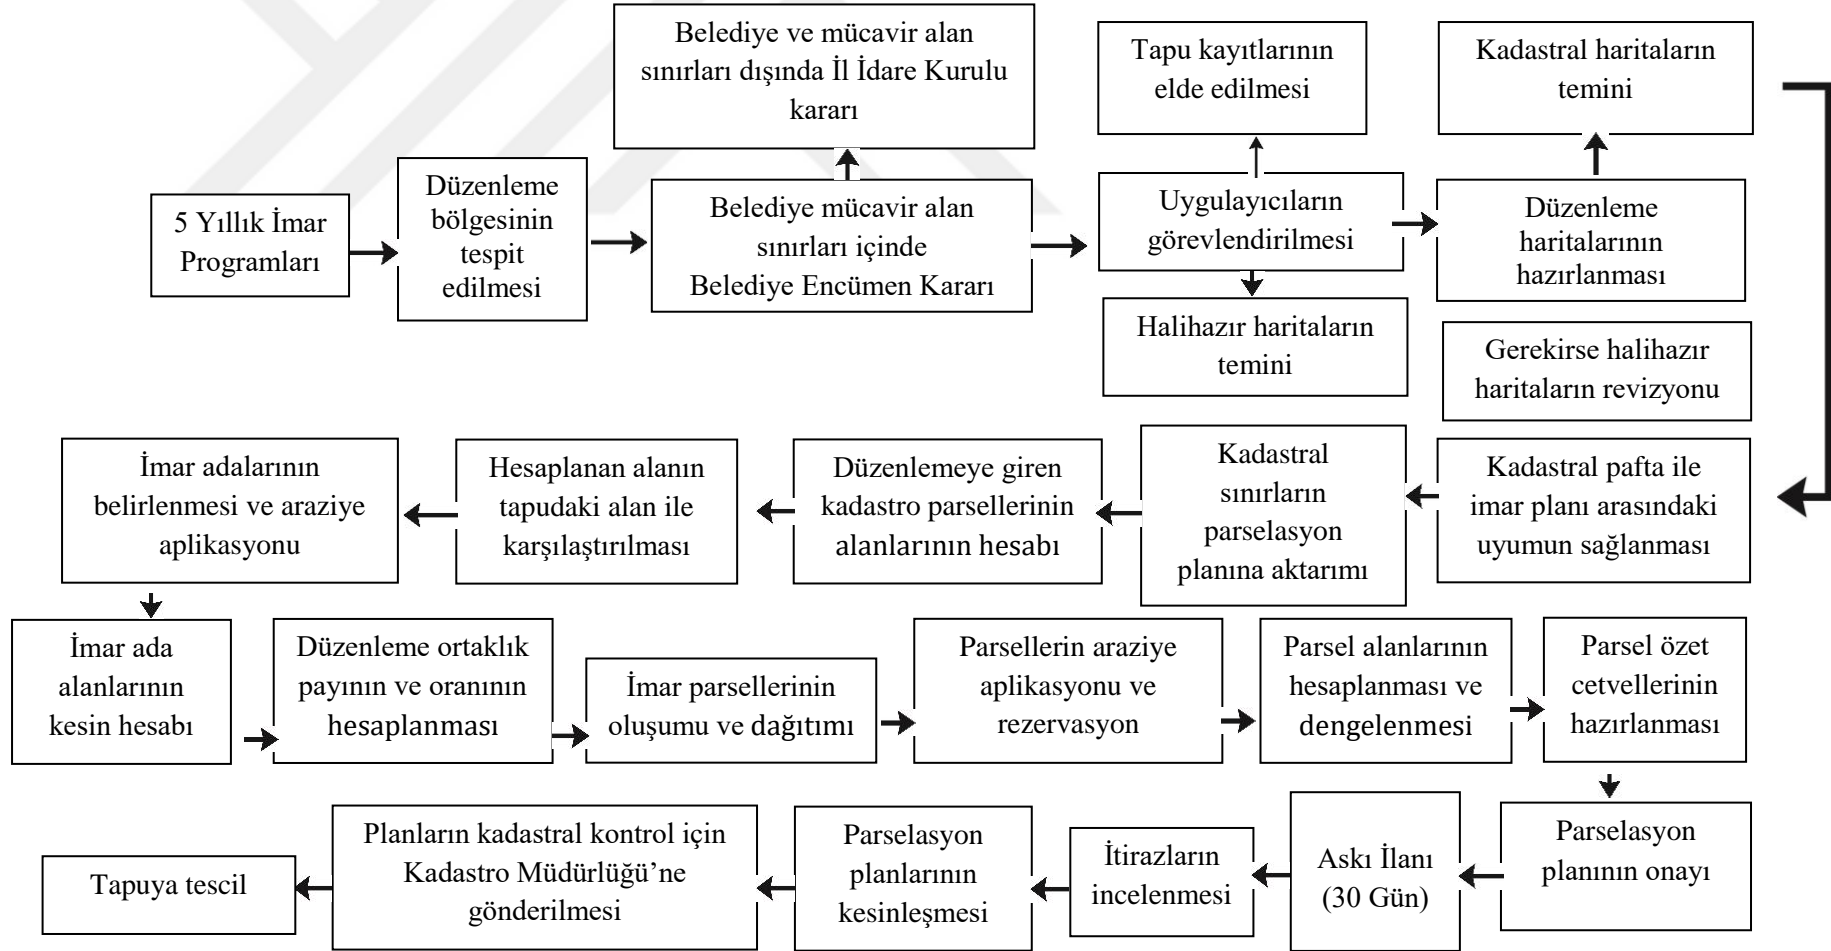 Belediye ve mücavir alan
sınırları dışında İl İdare Kurulu
kararı
Tapu kayıtlarının
elde edilmesi
Kadastral haritaların
temini
5 Yıllık İmar
Programları
Düzenleme
bölgesinin
tespit
edilmesi
Belediye mücavir alan
sınırları içinde
Belediye Encümen Kararı
Uygulayıcıların
görevlendirilmesi
Düzenleme
haritalarının
hazırlanması
Halihazır haritaların
temini
Gerekirse halihazır
haritaların revizyonu
Kadastral pafta ile
imar planı arasındaki
uyumun sağlanması
Kadastral
sınırların
parselasyon
planına aktarımı
Düzenlemeye giren
kadastro parsellerinin
alanlarının hesabı
Hesaplanan alanın
tapudaki alan ile
karşılaştırılması
İmar adalarının
belirlenmesi ve araziye
aplikasyonu
İmar ada
alanlarının
kesin hesabı
Düzenleme ortaklık
payının ve oranının
hesaplanması
İmar parsellerinin
oluşumu ve dağıtımı
Parsellerin araziye
aplikasyonu ve
rezervasyon
Parsel alanlarının
hesaplanması ve
dengelenmesi
Parsel özet
cetvellerinin
hazırlanması
Parselasyon
planının onayı
Askı İlanı
(30 Gün)
İtirazların
incelenmesi
Parselasyon
planlarının
kesinleşmesi
Planların kadastral kontrol için
Kadastro Müdürlüğü’ne
gönderilmesi
Tapuya tescil